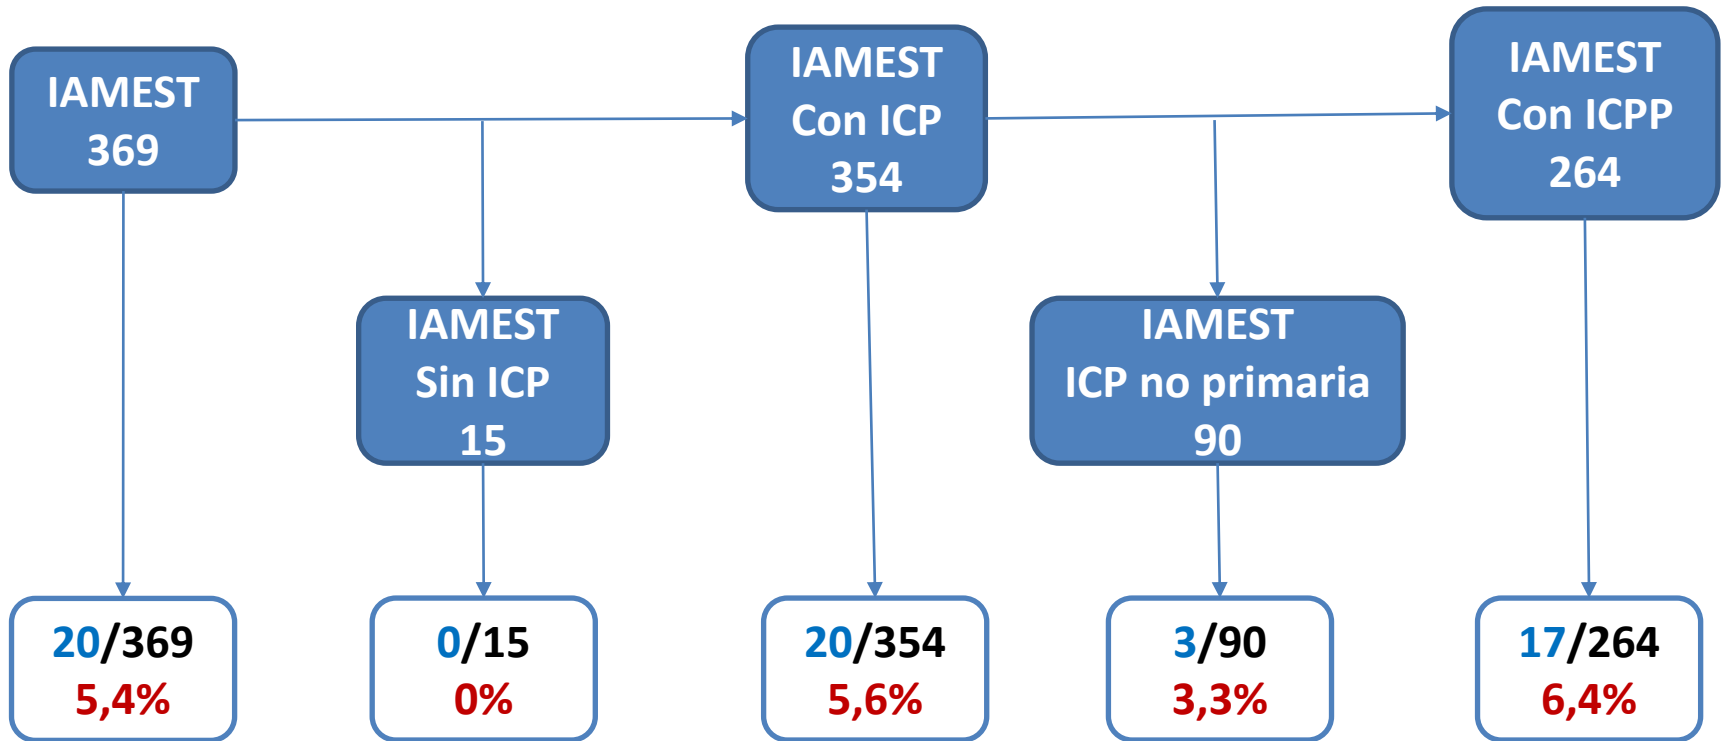 IAMEST
369
IAMEST
Con ICP
354
IAMEST
Con ICPP
264
IAMEST
Sin ICP
15
IAMEST
ICP no primaria
90
20/369
5,4%
0/15
0%
20/354
5,6%
3/90
3,3%
17/264
6,4%